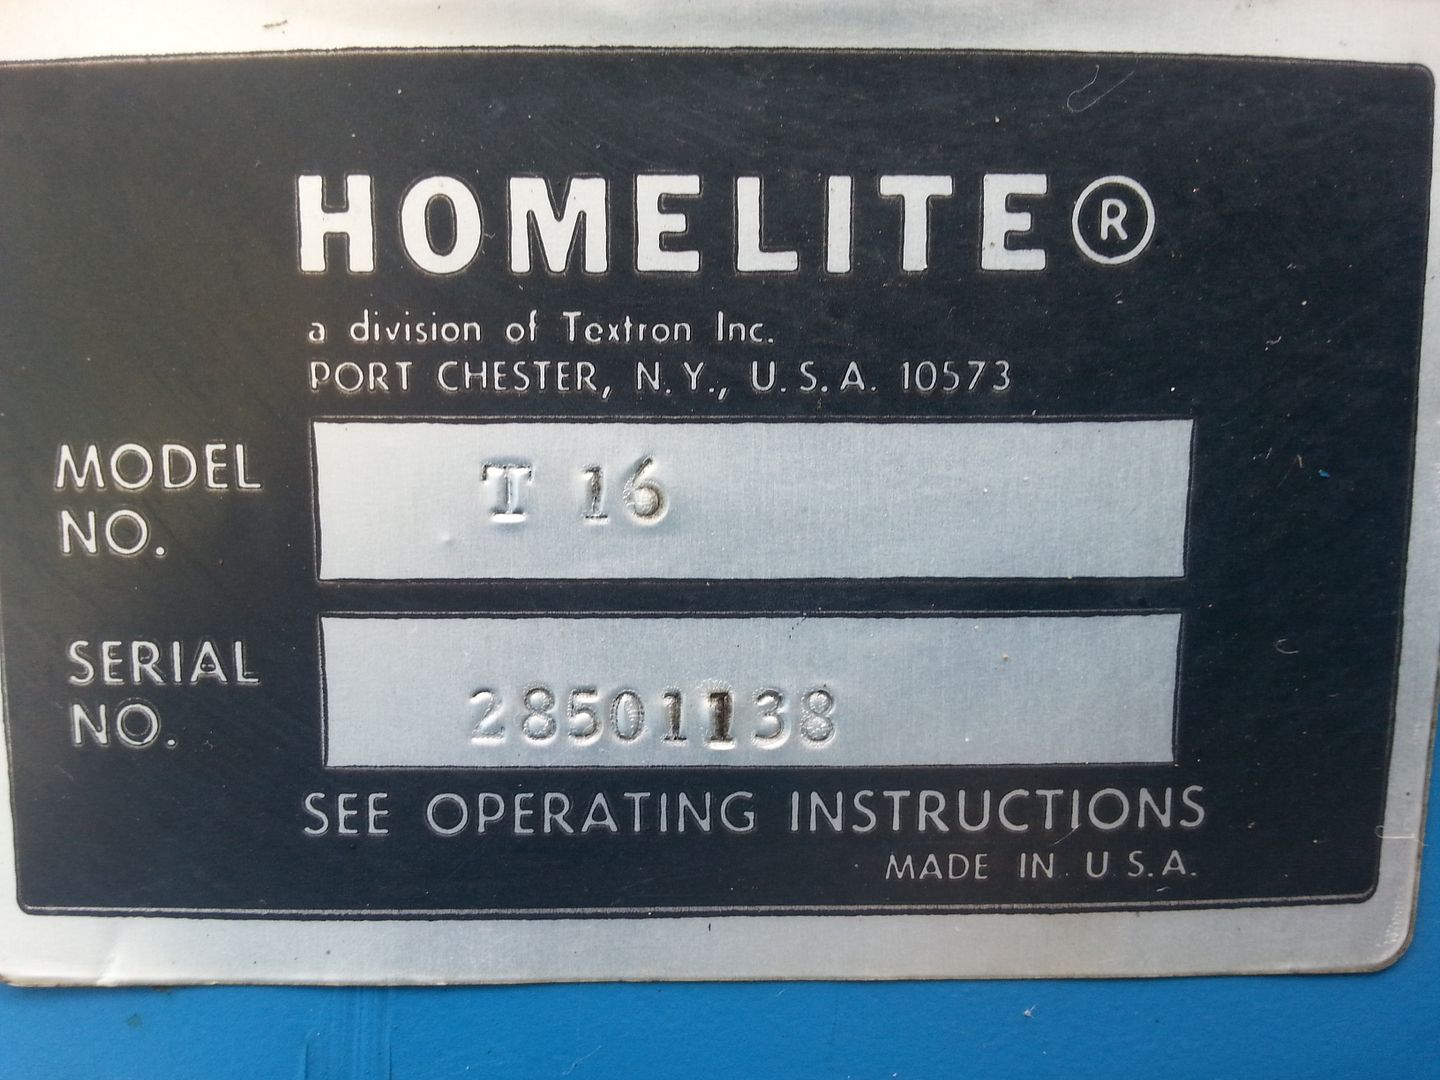 HOMELITE®
a division of Textron Inc.
PORT CHESTER, N.Y., U.S.A. 10573
MODEL NO. T 16
SERIAL NO. 28501138
SEE OPERATING INSTRUCTIONS
MADE IN U S.A.